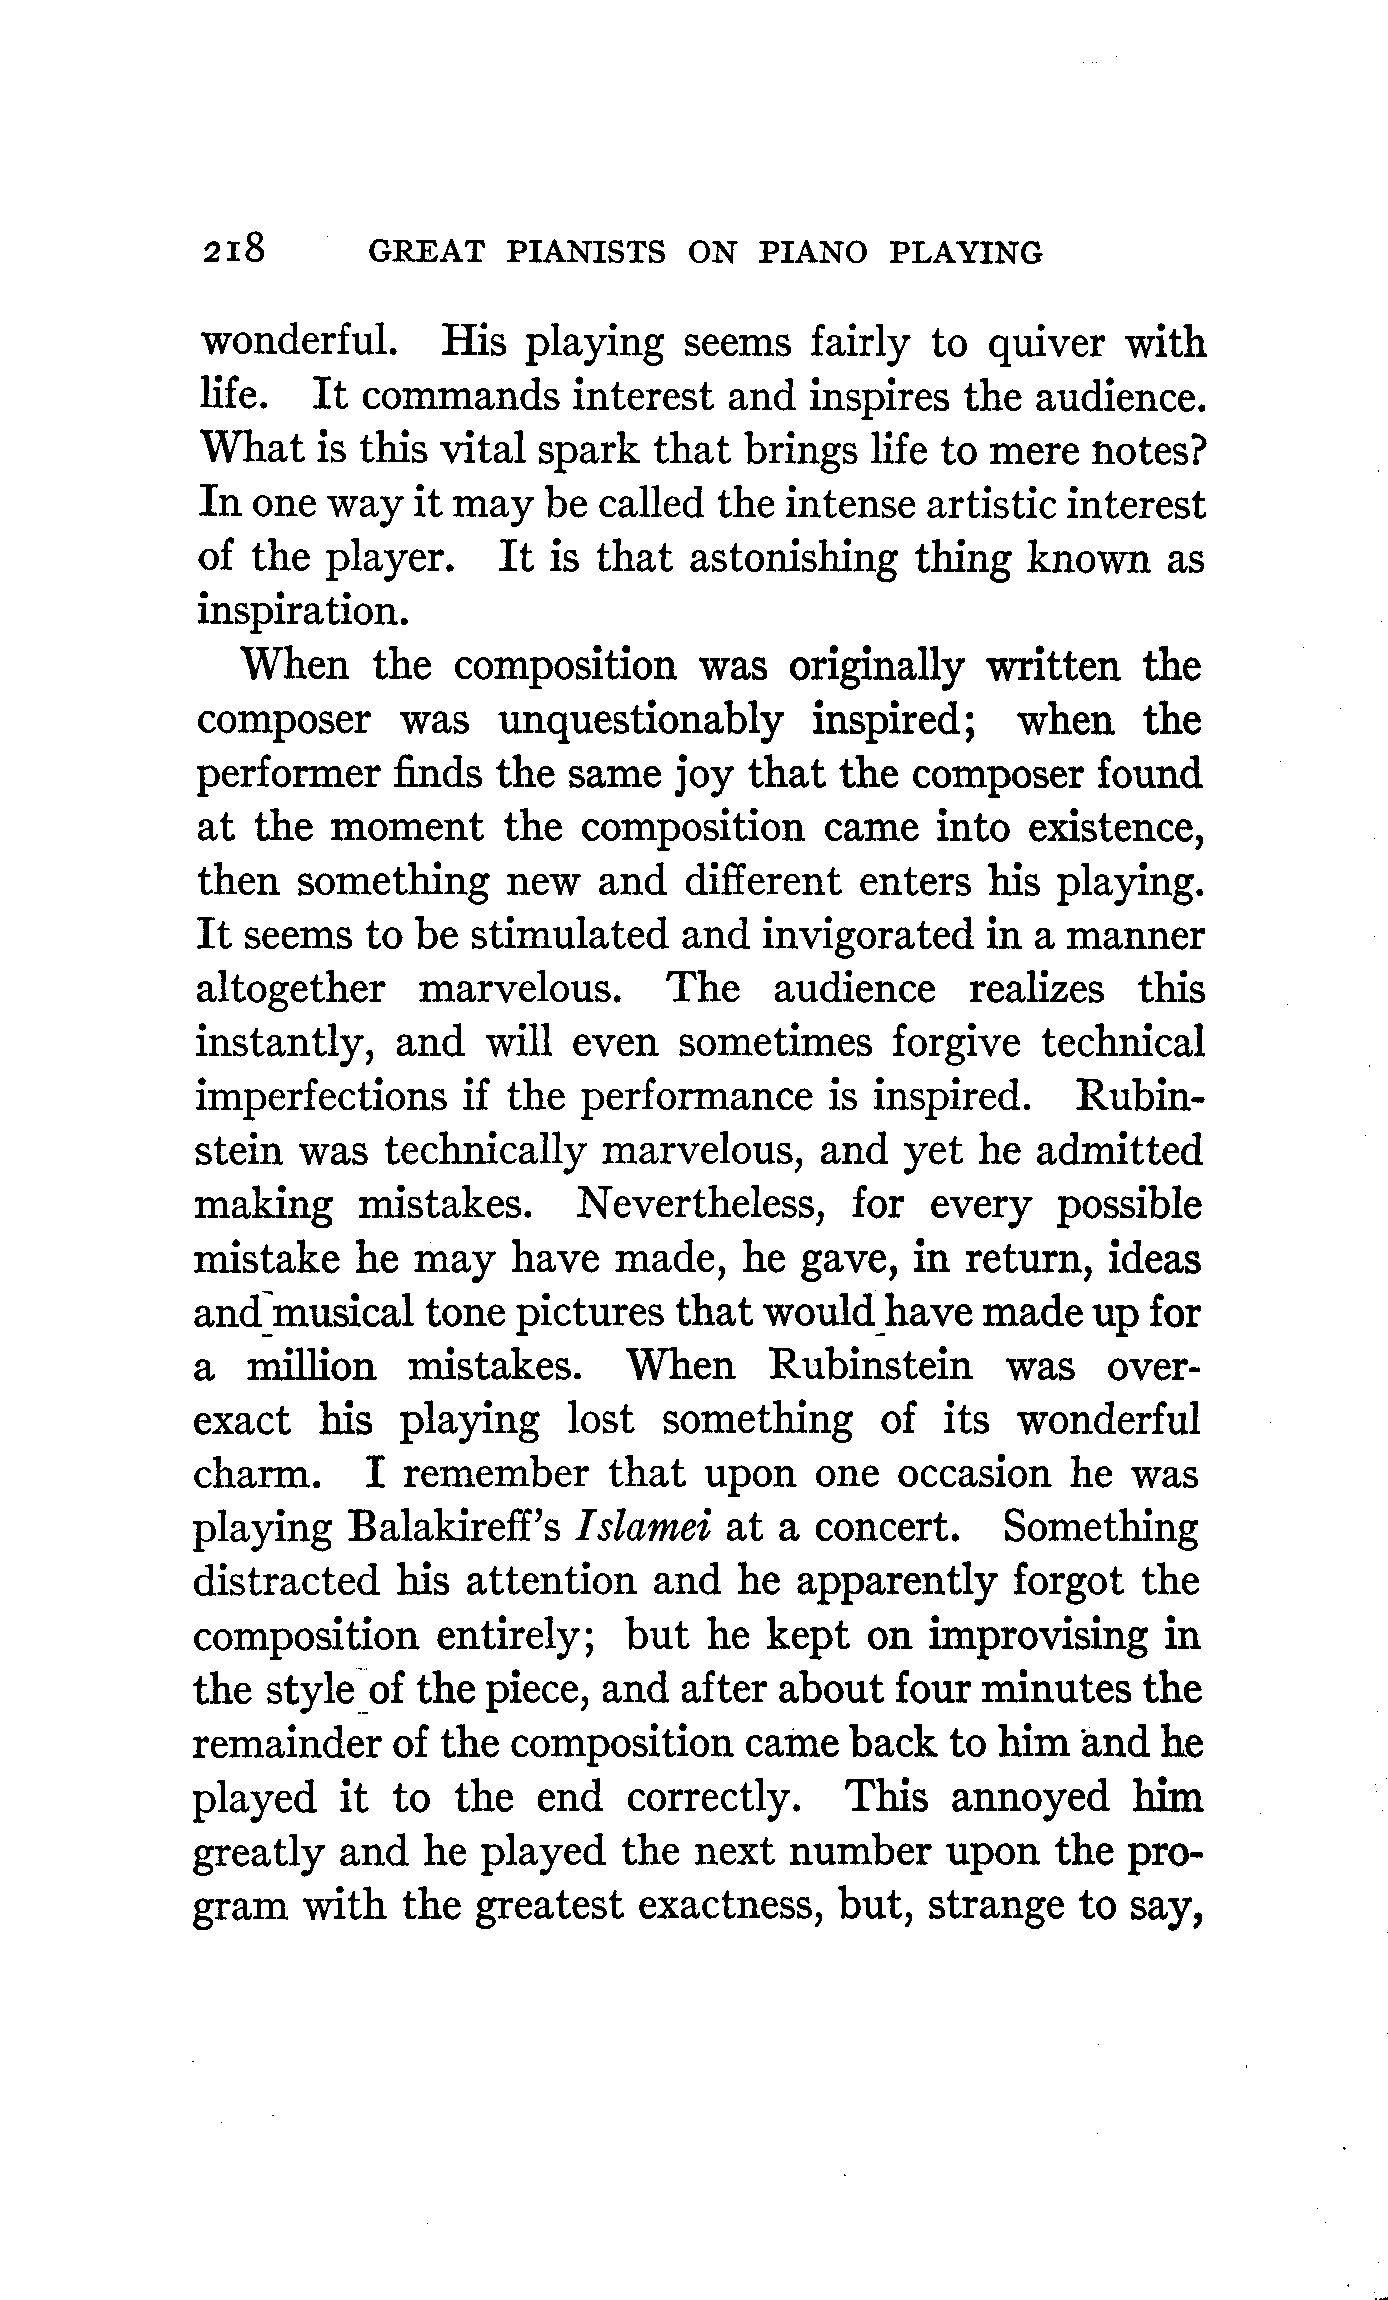 218 GREAT PIANISTS ON PIANO PLAYING
wonderful. His playing seems fairly to quiver with
life. It commands interest and inspires the audience.
What is this vital spark that brings life to mere notes?
In one way it may be called the intense artistic interest
of the player. It is that astonishing thing known as
inspiration.
When the composition was originally written the
composer was unquestionably inspired; when the
performer finds the same joy that the composer found
at the moment the composition came into existence,
then something new and different enters his playing.
It seems to be stimulated and invigorated in a manner
altogether marvelous. The audience realizes this
instantly, and will even sometimes forgive technical
imperfections if the performance is inspired. Rubin-
stein was technically marvelous, and yet he admitted
making mistakes. Nevertheless, for every possible
mistake he may have made, he gave, in return, ideas
and musical tone pictures that would have made up for
a million mistakes. When Rubinstein was over-
exact his playing lost something of its wonderful
charm. I remember that upon one occasion he was
playing Balakireff's Islamei at a concert. Something
distracted his attention and he apparently forgot the
composition entirely; but he kept on improvising in
the style of the piece, and after about four minutes the
remainder of the composition came back to him and he
played it to the end correctly. This annoyed him
greatly and he played the next number upon the pro-
gram with the greatest exactness, but, strange to say,